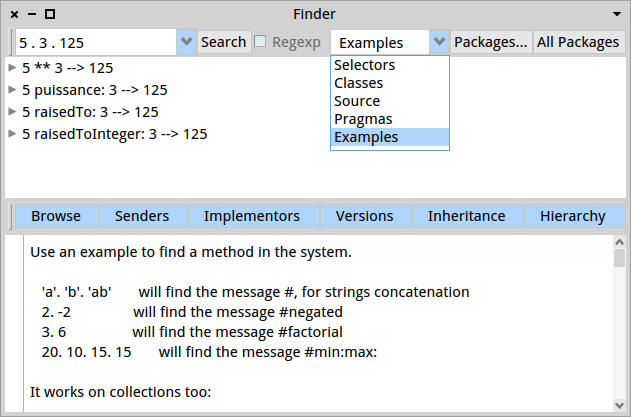 Finder
5 . 3 . 125 Search Regexp Examples Packages... All Packages
5 ** 3 --> 125
5 puissance: 3 --> 125
5 raisedTo: 3 --> 125
5 raisedToInteger: 3 --> 125
Selectors
Classes
Source
Pragmas
Examples
Browse Senders Implementors Versions Inheritance Hierarchy
Use an example to find a method in the system.
'a'. 'b'. 'ab' will find the message #, for strings concatenation
2. -2 will find the message #negated
3. 6 will find the message #factorial
20. 10. 15. 15 will find the message #min:max:
It works on collections too: